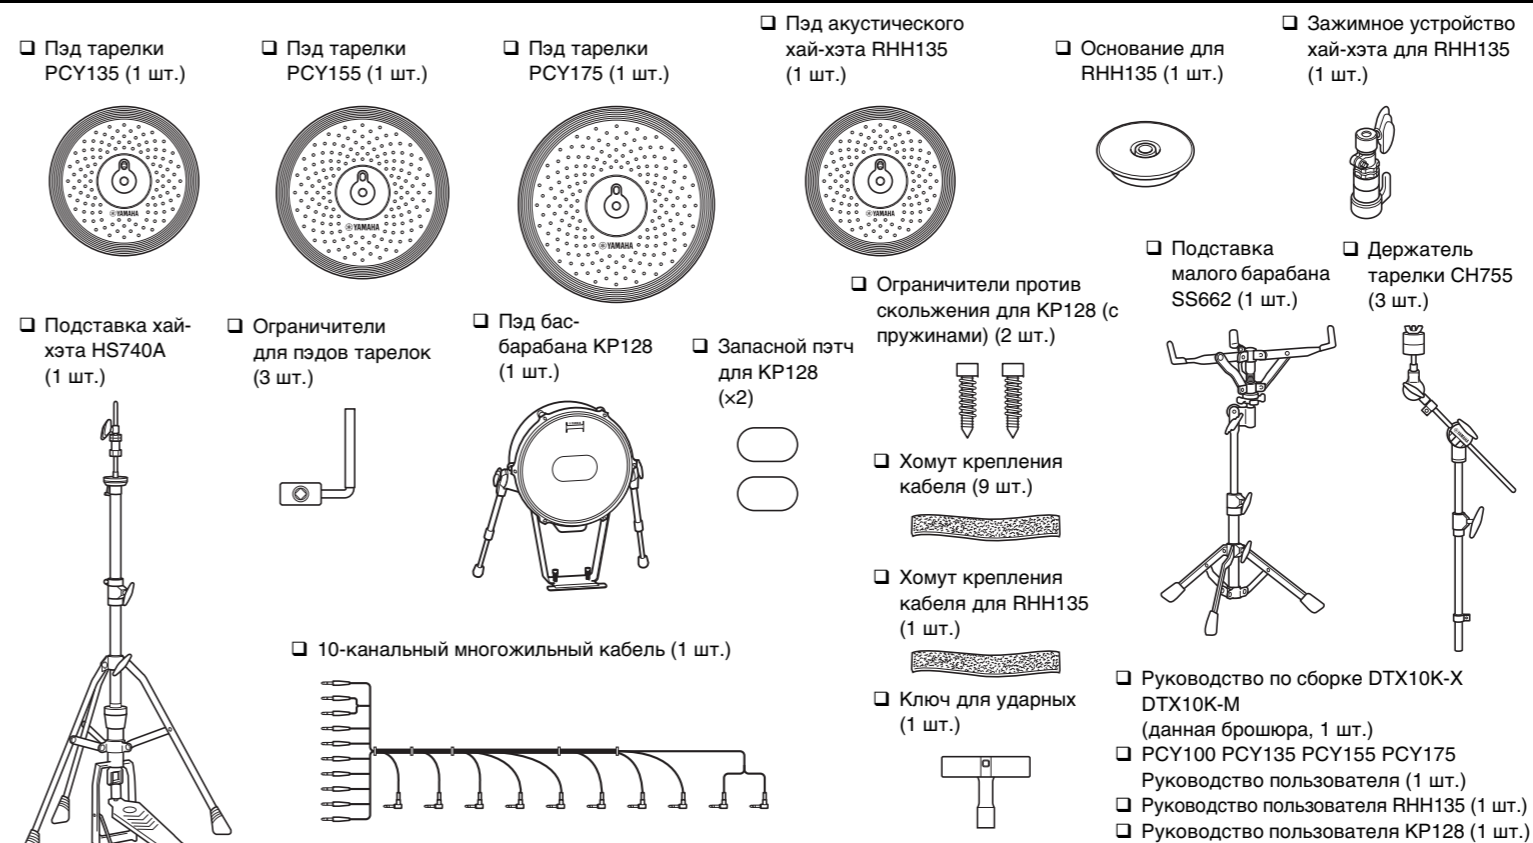 ❑ Пэд тарелки
PCY135 (1 шт.)
❑ Пэд тарелки
PCY155 (1 шт.)
❑ Пэд тарелки
PCY175 (1 шт.)
❑ Пэд акустического
хай-хэта RHH135
(1 шт.)
❑ Основание для
RHH135 (1 шт.)
❑ Зажимное устройство
хай-хэта для RHH135
(1 шт.)
YAMAHA
YAMAHA
YAMAHA
YAMAHA
❑ Подставка хай-
хэта HS740A
(1 шт.)
❑ Ограничители
для пэдов тарелок
(3 шт.)
❑ Пэд бас-
барабана KP128
(1 шт.)
❑ Запасной пэтч
для KP128
(×2)
❑ Ограничители против
скольжения для KP128 (с
пружинами) (2 шт.)
❑ Подставка
малого барабана
SS662 (1 шт.)
❑ Держатель
тарелки CH755
(3 шт.)
❑ Хомут крепления
кабеля (9 шт.)
❑ Хомут крепления
кабеля для RHH135
(1 шт.)
❑ Ключ для ударных
(1 шт.)
❑ 10-канальный многожильный кабель (1 шт.)
❑ Руководство по сборке DTX10K-X
DTX10K-M
(данная брошюра, 1 шт.)
❑ PCY100 PCY135 PCY155 PCY175
Руководство пользователя (1 шт.)
❑ Руководство пользователя RHH135 (1 шт.)
❑ Руководство пользователя KP128 (1 шт.)